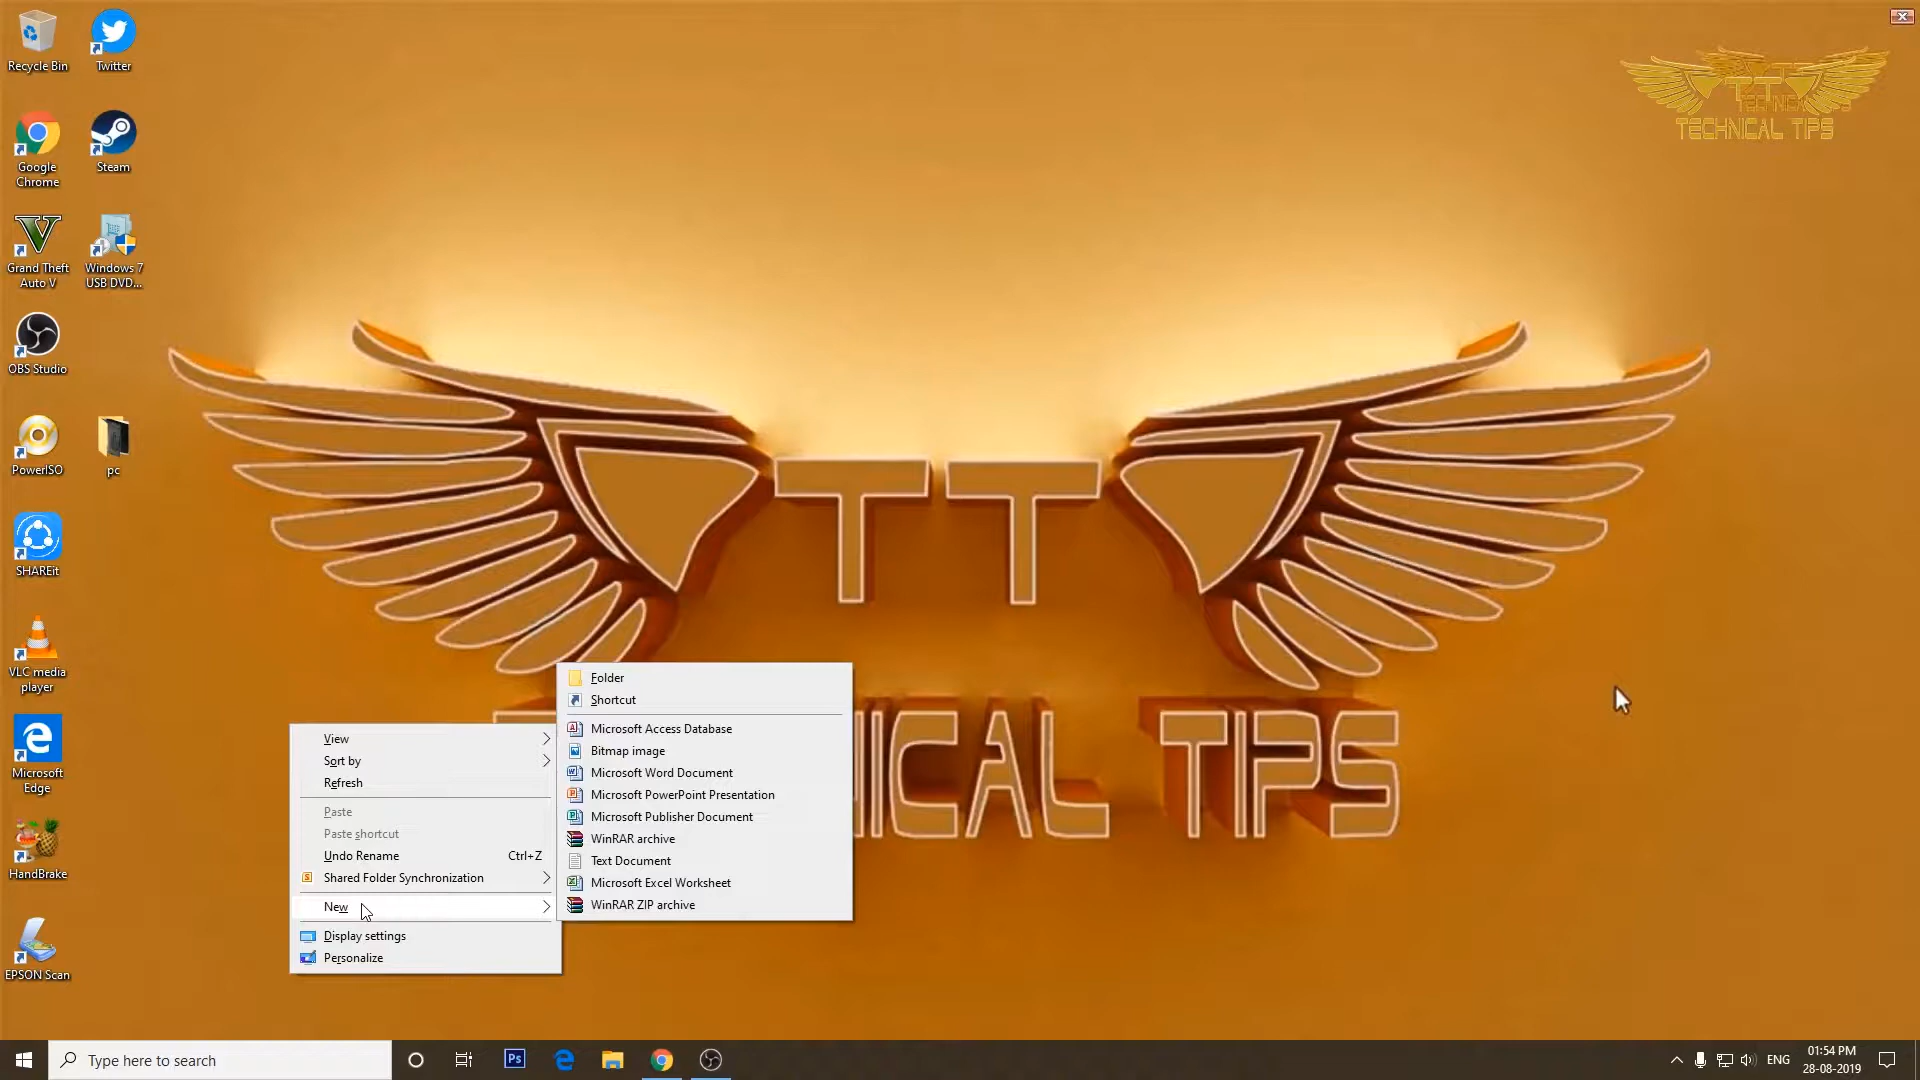 Recycle Bin
Twitter
Google
Chrome
Steam
Grand Theft
Auto V
Windows 7
USB DVD...
OBS Studio
PowerISO
pc
SHAREit
VLC media
player
Microsoft
Edge
HandBrake
EPSON Scan
TECHNICAL TIPS
TT
NICAL TIPS
View
Sort by
Refresh
Paste
Paste shortcut
Undo Rename Ctrl+Z
Shared Folder Synchronization
New
Display settings
Personalize
Folder
Shortcut
Microsoft Access Database
Bitmap image
Microsoft Word Document
Microsoft PowerPoint Presentation
Microsoft Publisher Document
WinRAR archive
Text Document
Microsoft Excel Worksheet
WinRAR ZIP archive
Type here to search
Ps
ENG
01:54 PM
28-08-2019